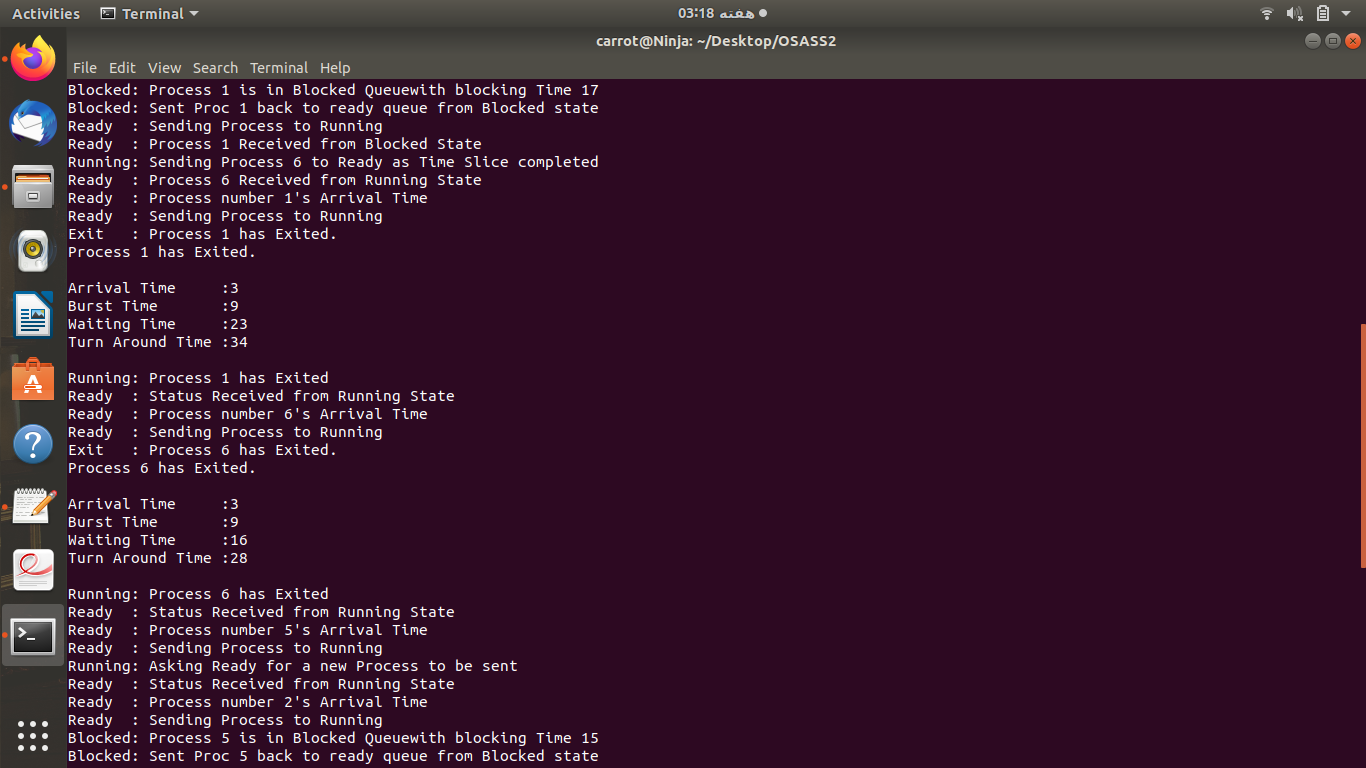 Activities Terminal 03:18 هفته
carrot@Ninja: ~/Desktop/OSASS2
File Edit View Search Terminal Help
Blocked: Process 1 is in Blocked Queuewith blocking Time 17
Blocked: Sent Proc 1 back to ready queue from Blocked state
Ready  : Sending Process to Running
Ready  : Process 1 Received from Blocked State
Running: Sending Process 6 to Ready as Time Slice completed
Ready  : Process 6 Received from Running State
Ready  : Process number 1's Arrival Time
Ready  : Sending Process to Running
Exit   : Process 1 has Exited.
Process 1 has Exited.
Arrival Time     :3
Burst Time       :9
Waiting Time     :23
Turn Around Time :34
Running: Process 1 has Exited
Ready  : Status Received from Running State
Ready  : Process number 6's Arrival Time
Ready  : Sending Process to Running
Exit   : Process 6 has Exited.
Process 6 has Exited.
Arrival Time     :3
Burst Time       :9
Waiting Time     :16
Turn Around Time :28
Running: Process 6 has Exited
Ready  : Status Received from Running State
Ready  : Process number 5's Arrival Time
Ready  : Sending Process to Running
Running: Asking Ready for a new Process to be sent
Ready  : Status Received from Running State
Ready  : Process number 2's Arrival Time
Ready  : Sending Process to Running
Blocked: Process 5 is in Blocked Queuewith blocking Time 15
Blocked: Sent Proc 5 back to ready queue from Blocked state